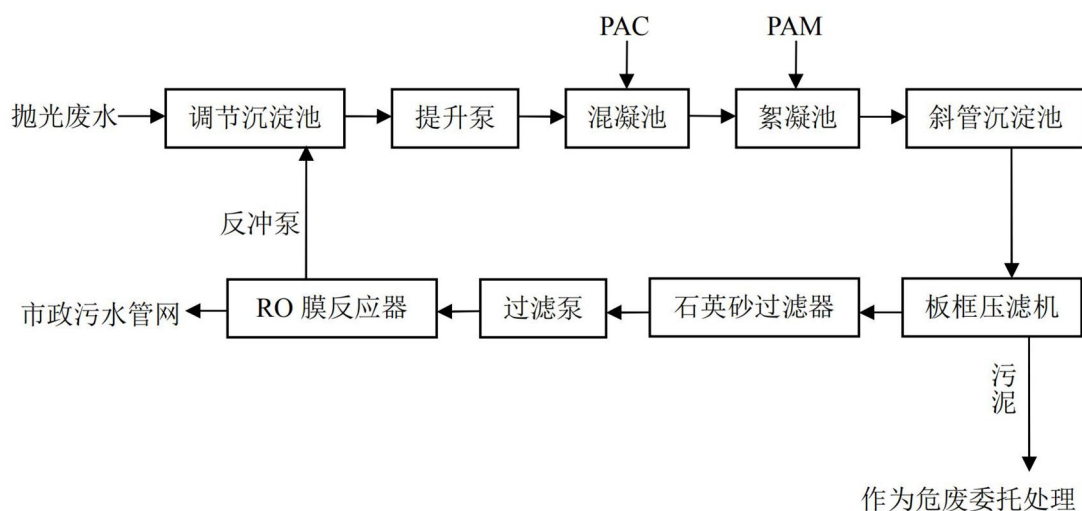 PAC
PAM
抛光废水
调节沉淀池
提升泵
混凝池
絮凝池
斜管沉淀池
反冲泵
市政污水管网
RO 膜反应器
过滤泵
石英砂过滤器
板框压滤机
污泥
作为危废委托处理